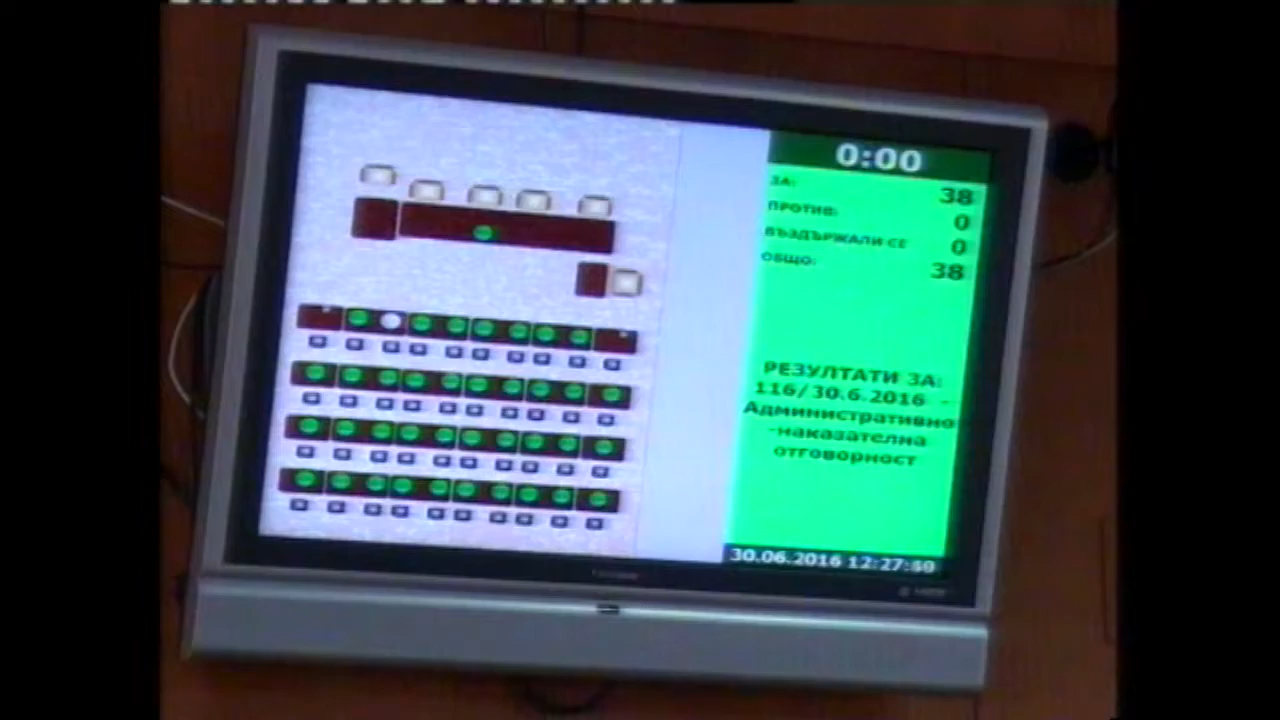 0:00
ЗА: 38
ПРОТИВ: 0
ВЪЗДЪРЖАЛИ СЕ 0
ОБЩО: 38
РЕЗУЛТАТИ ЗА:
116/30.6.2016 -
Административно
-наказателна
отговорност
30.06.2016 12:27: